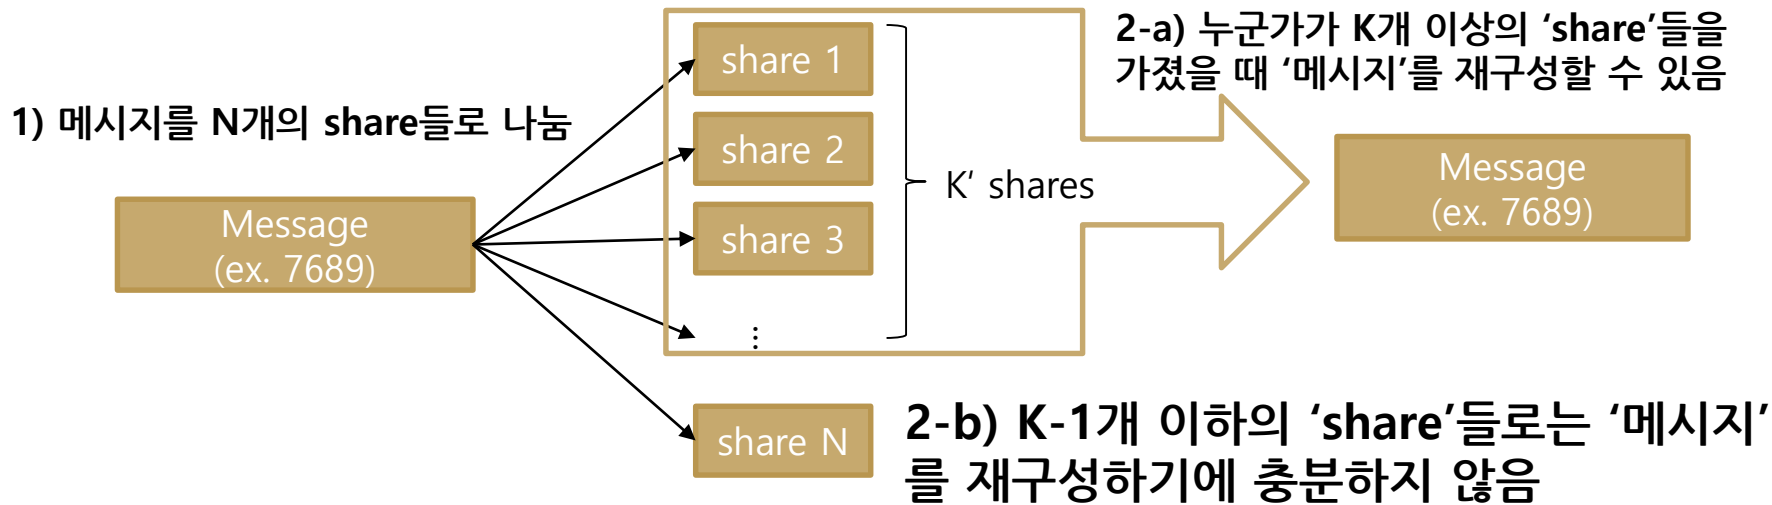 1) 메시지를 N개의 share들로 나눔
Message
(ex. 7689)
share 1
share 2
share 3
...
share N
K‘ shares
2-a) 누군가가 K개 이상의 ‘share’들을
가졌을 때 ‘메시지’를 재구성할 수 있음
Message
(ex. 7689)
2-b) K-1개 이하의 ‘share’들로는 ‘메시지’
를 재구성하기에 충분하지 않음